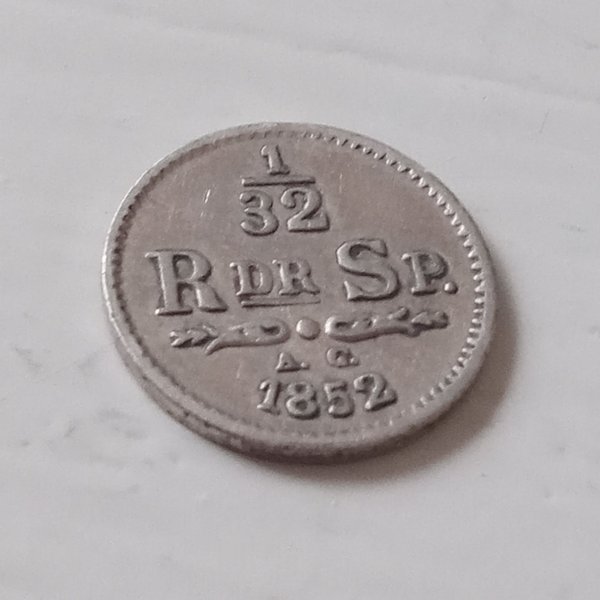 1
32
RDR SP.
A. G.
1852